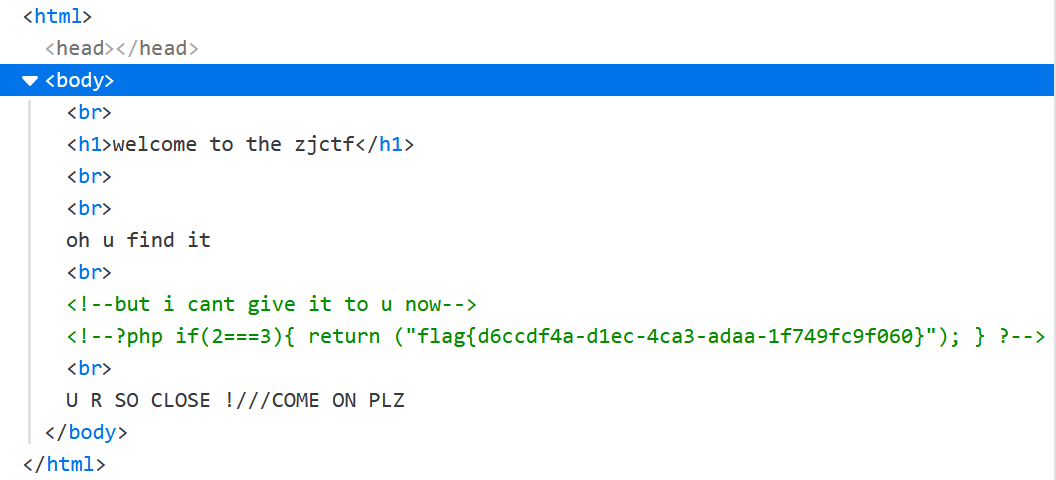 <html>
<head></head>
<body>
<br>
<h1>welcome to the zjctf</h1>
<br>
<br>
oh u find it
<br>
<!--but i cant give it to u now-->
<!--?php if(2===3){ return ("flag{d6ccdf4a-d1ec-4ca3-adaa-1f749fc9f060}"); } ?-->
<br>
U R SO CLOSE !///COME ON PLZ
</body>
</html>